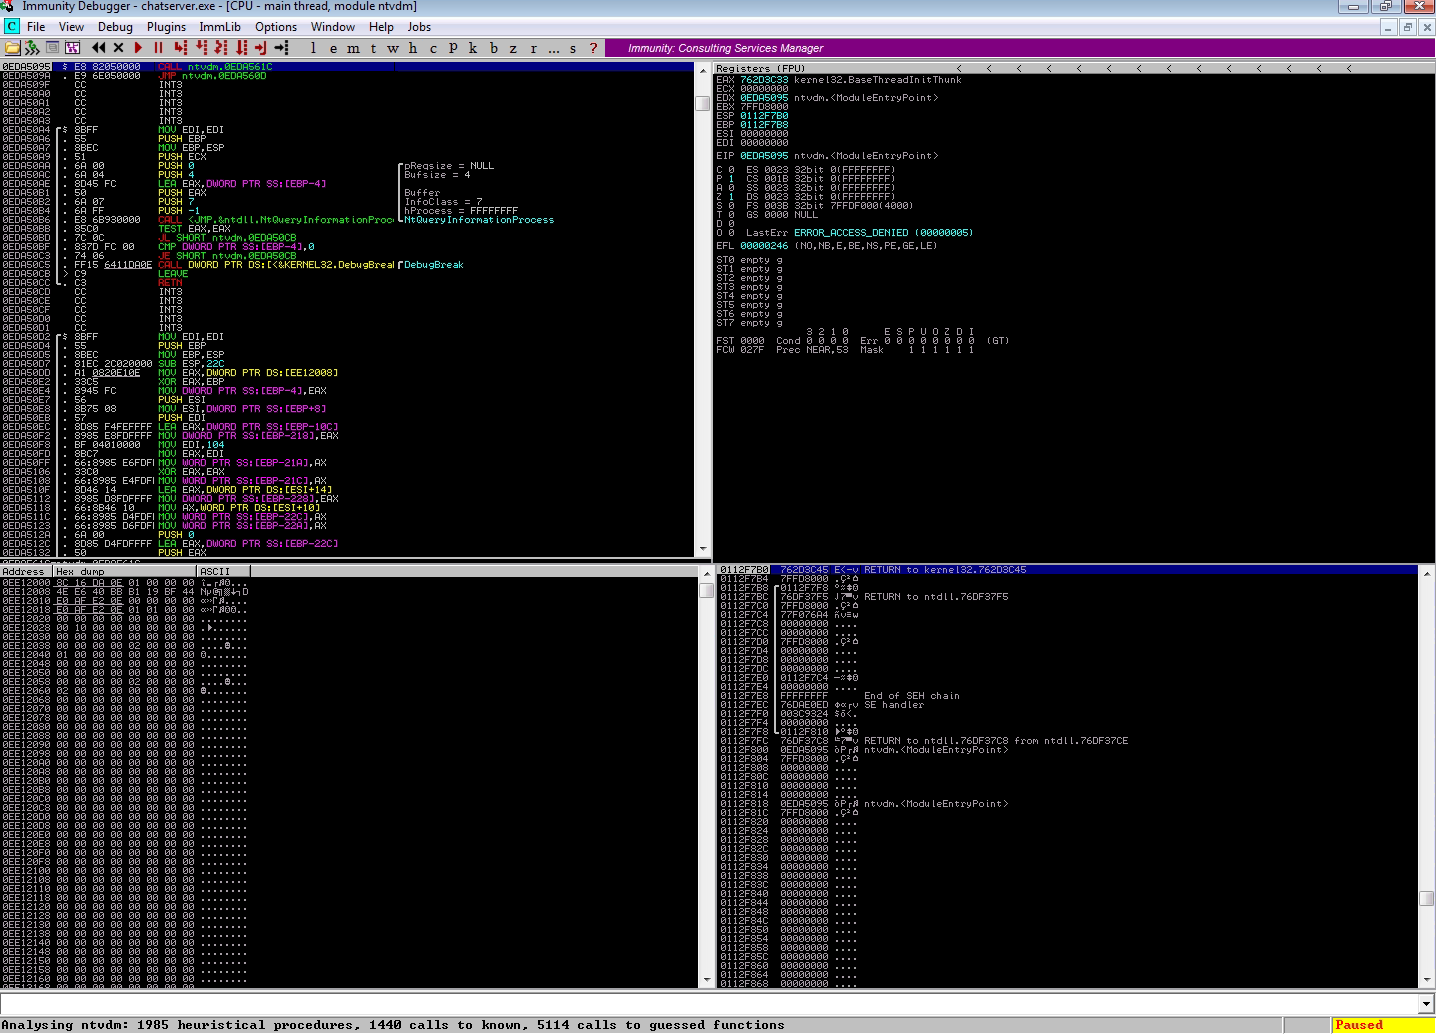 Immunity Debugger - chatserver.exe - [CPU - main thread, module ntvdm]
File View Debug Plugins ImmLib Options Window Help Jobs
l e m t w h c p k b z r ... s ?
Immunity: Consulting Services Manager
0EDA5095 $ E8 82050000 CALL ntvdm.0EDA561C
0EDA509A . E9 6E050000 JMP ntvdm.0EDA560D
0EDA509F CC INT3
0EDA50A0 CC INT3
0EDA50A1 CC INT3
0EDA50A2 CC INT3
0EDA50A3 CC INT3
0EDA50A4 $ 8BFF MOV EDI,EDI
0EDA50A6 . 55 PUSH EBP
0EDA50A7 . 8BEC MOV EBP,ESP
0EDA50A9 . 51 PUSH ECX
0EDA50AA . 6A 00 PUSH 0 pReqsize = NULL
0EDA50AC . 6A 04 PUSH 4 Bufsize = 4
0EDA50AE . 8D45 FC LEA EAX,DWORD PTR SS:[EBP-4]
0EDA50B1 . 50 PUSH EAX Buffer
0EDA50B2 . 6A 07 PUSH 7 InfoClass = 7
0EDA50B4 . 6A FF PUSH -1 hProcess = FFFFFFFF
0EDA50B6 . E8 6B930000 CALL <JMP.&ntdll.NtQueryInformationProc NtQueryInformationProcess
0EDA50BB . 85C0 TEST EAX,EAX
0EDA50BD . 7C 0C JL SHORT ntvdm.0EDA50CB
0EDA50BF . 837D FC 00 CMP DWORD PTR SS:[EBP-4],0
0EDA50C3 . 74 06 JE SHORT ntvdm.0EDA50CB
0EDA50C5 . FF15 6411DA0E CALL DWORD PTR DS:[<&KERNEL32.DebugBreal DebugBreak
0EDA50CB > C9 LEAVE
0EDA50CC . C3 RETN
0EDA50CD CC INT3
0EDA50CE CC INT3
0EDA50CF CC INT3
0EDA50D0 CC INT3
0EDA50D1 CC INT3
0EDA50D2 $ 8BFF MOV EDI,EDI
0EDA50D4 . 55 PUSH EBP
0EDA50D5 . 8BEC MOV EBP,ESP
0EDA50D7 . 81EC 2C020000 SUB ESP,22C
0EDA50DD . A1 0820E10E MOV EAX,DWORD PTR DS:[EE12008]
0EDA50E2 . 33C5 XOR EAX,EBP
0EDA50E4 . 8945 FC MOV DWORD PTR SS:[EBP-4],EAX
0EDA50E7 . 56 PUSH ESI
0EDA50E8 . 8B75 08 MOV ESI,DWORD PTR SS:[EBP+8]
0EDA50EB . 57 PUSH EDI
0EDA50EC . 8D85 F4FEFFFF LEA EAX,DWORD PTR SS:[EBP-10C]
0EDA50F2 . 8985 E8FDFFFF MOV DWORD PTR SS:[EBP-218],EAX
0EDA50F8 . BF 04010000 MOV EDI,104
0EDA50FD . 8BC7 MOV EAX,EDI
0EDA50FF . 66:8985 E6FDF MOV WORD PTR SS:[EBP-21A],AX
0EDA5106 . 33C0 XOR EAX,EAX
0EDA5108 . 66:8985 E4FDF MOV WORD PTR SS:[EBP-21C],AX
0EDA510F . 8D46 14 LEA EAX,DWORD PTR DS:[ESI+14]
0EDA5112 . 8985 D8FDFFFF MOV DWORD PTR SS:[EBP-228],EAX
0EDA5118 . 66:8B46 10 MOV AX,WORD PTR DS:[ESI+10]
0EDA511C . 66:8985 D4FDF MOV WORD PTR SS:[EBP-22C],AX
0EDA5123 . 66:8985 D6FDF MOV WORD PTR SS:[EBP-22A],AX
0EDA512A . 6A 00 PUSH 0
0EDA512C . 8D85 D4FDFFFF LEA EAX,DWORD PTR SS:[EBP-22C]
0EDA5132 . 50 PUSH EAX
Registers (FPU) < < < < < < < < < < < < < <
EAX 762D3C33 kernel32.BaseThreadInitThunk
ECX 00000000
EDX 0EDA5095 ntvdm.<ModuleEntryPoint>
EBX 7FFD8000
ESP 0112F7B0
EBP 0112F7B8
ESI 00000000
EDI 00000000
EIP 0EDA5095 ntvdm.<ModuleEntryPoint>
C 0 ES 0023 32bit 0(FFFFFFFF)
P 1 CS 001B 32bit 0(FFFFFFFF)
A 0 SS 0023 32bit 0(FFFFFFFF)
Z 1 DS 0023 32bit 0(FFFFFFFF)
S 0 FS 003B 32bit 7FFDF000(4000)
T 0 GS 0000 NULL
D 0
O 0 LastErr ERROR_ACCESS_DENIED (00000005)
EFL 00000246 (NO,NB,E,BE,NS,PE,GE,LE)
ST0 empty g
ST1 empty g
ST2 empty g
ST3 empty g
ST4 empty g
ST5 empty g
ST6 empty g
ST7 empty g
3 2 1 0 E S P U O Z D I
FST 0000 Cond 0 0 0 0 Err 0 0 0 0 0 0 0 0 (GT)
FCW 027F Prec NEAR,53 Mask 1 1 1 1 1 1
Address Hex dump ASCII
0EE12000 8C 16 DA 0E 01 00 00 00
0EE12008 4E E6 40 BB B1 19 BF 44
0EE12010 E0 AF E2 0E 00 00 00 00
0EE12018 E0 AF E2 0E 01 01 00 00
0EE12020 00 00 00 00 00 00 00 00 ........
0EE12028 00 10 00 00 00 00 00 00
0EE12030 00 00 00 00 00 00 00 00 ........
0EE12038 00 00 00 00 02 00 00 00
0EE12040 01 00 00 00 00 00 00 00
0EE12048 00 00 00 00 00 00 00 00 ........
0EE12050 00 00 00 00 00 00 00 00 ........
0EE12058 00 00 00 00 02 00 00 00
0EE12060 02 00 00 00 00 00 00 00
0EE12068 00 00 00 00 00 00 00 00 ........
0EE12070 00 00 00 00 00 00 00 00 ........
0112F7B0 762D3C45 E<-v RETURN to kernel32.762D3C45
0112F7B4 7FFD8000
0112F7B8 0112F7F8
0112F7BC 76DF37F5 RETURN to ntdll.76DF37F5
0112F7C0 7FFD8000
0112F7C4 77F076A4
0112F7C8 00000000 ....
0112F7CC 00000000 ....
0112F7D0 7FFD8000
0112F7D4 00000000 ....
0112F7D8 00000000 ....
0112F7DC 00000000 ....
0112F7E0 0112F7C4
0112F7E4 00000000 ....
0112F7E8 FFFFFFFF End of SEH chain
0112F7EC 76DAE0ED SE handler
0112F7F0 003C9324
0112F7F4 00000000 ....
0112F7F8 0112F810
0112F7FC 76DF37C8 RETURN to ntdll.76DF37C8 from ntdll.76DF37CE
0112F800 0EDA5095 ntvdm.<ModuleEntryPoint>
0112F804 7FFD8000
0112F808 00000000 ....
0112F80C 00000000 ....
0112F810 00000000 ....
0112F814 00000000 ....
0112F818 0EDA5095 ntvdm.<ModuleEntryPoint>
0112F81C 7FFD8000
0112F820 00000000 ....
0112F824 00000000 ....
Analysing ntvdm: 1985 heuristical procedures, 1440 calls to known, 5114 calls to guessed functions
Paused